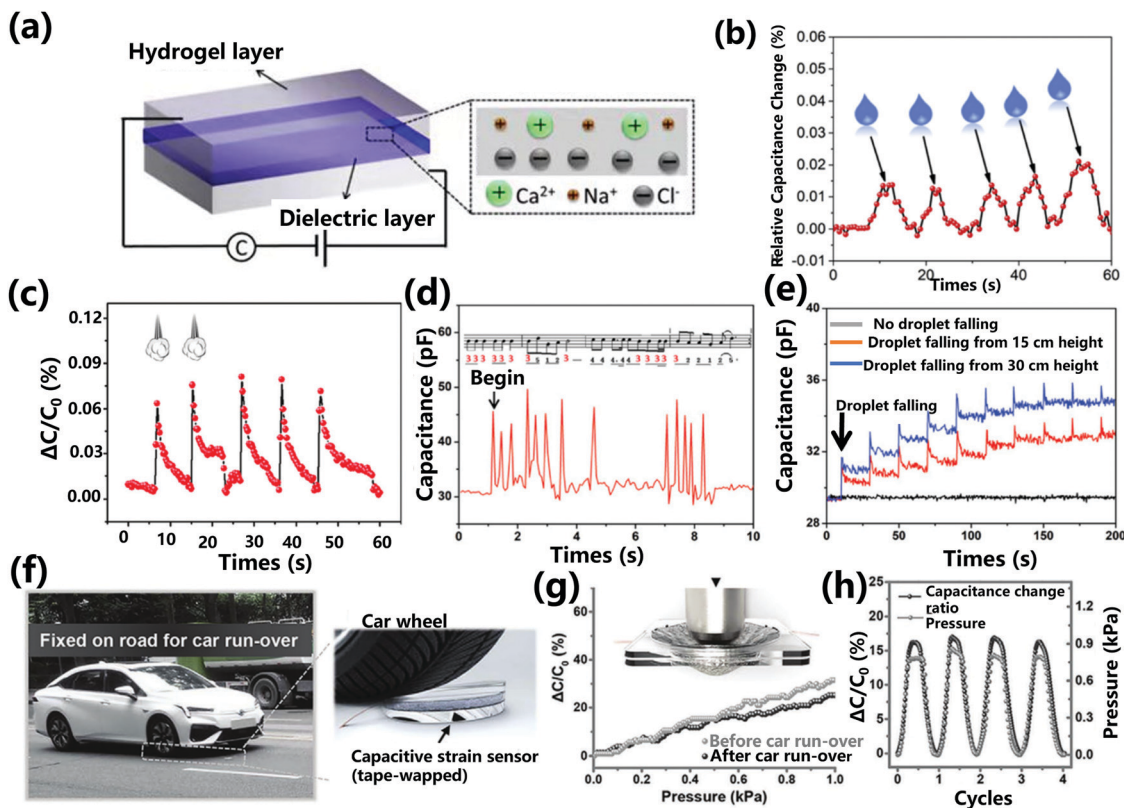 (a)
Hydrogel layer
Dielectric layer
C
Ca²⁺ Na⁺ Cl⁻
(b)
Relative Capacitance Change (%)
0.06
0.05
0.04
0.03
0.02
0.01
0.00
-0.01
0 20 40 60
Times (s)
(c)
ΔC/C₀ (%)
0.12
0.09
0.06
0.03
0.00
0 10 20 30 40 50 60
Times (s)
(d)
Capacitance (pF)
60
50
40
30
Begin
0 2 4 6 8 10
Times (s)
(e)
Capacitance (pF)
36
34
32
30
28
No droplet falling
Droplet falling from 15 cm height
Droplet falling from 30 cm height
Droplet falling
0 50 100 150 200
Times (s)
(f)
Fixed on road for car run-over
Car wheel
Capacitive strain sensor
(tape-wapped)
(g)
ΔC/C₀ (%)
60
40
20
0
Before car run-over
After car run-over
0.0 0.2 0.4 0.6 0.8 1.0
Pressure (kPa)
(h)
ΔC/C₀ (%)
25
20
15
10
5
0
Capacitance change
ratio
Pressure
1.2
0.9
0.6
0.3
0.0
Pressure (kPa)
0 1 2 3 4
Cycles